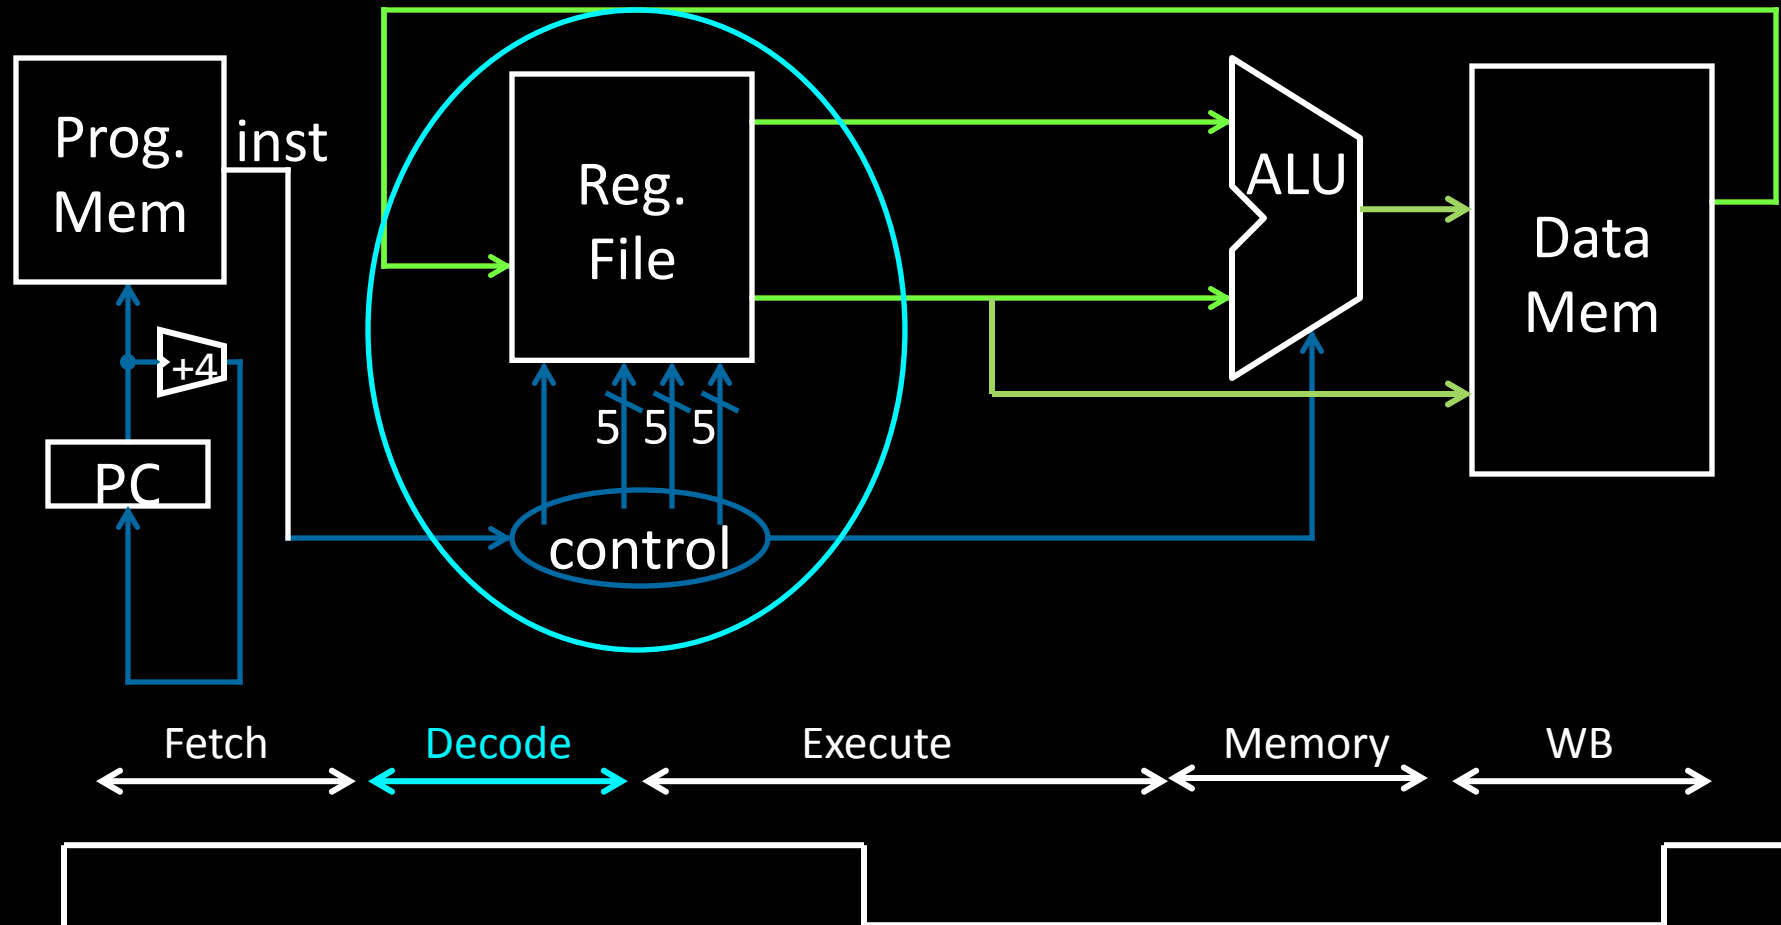 Prog.
Mem
inst
Reg.
File
ALU
Data
Mem
+4
5 5 5
PC
control
Fetch Decode Execute Memory WB